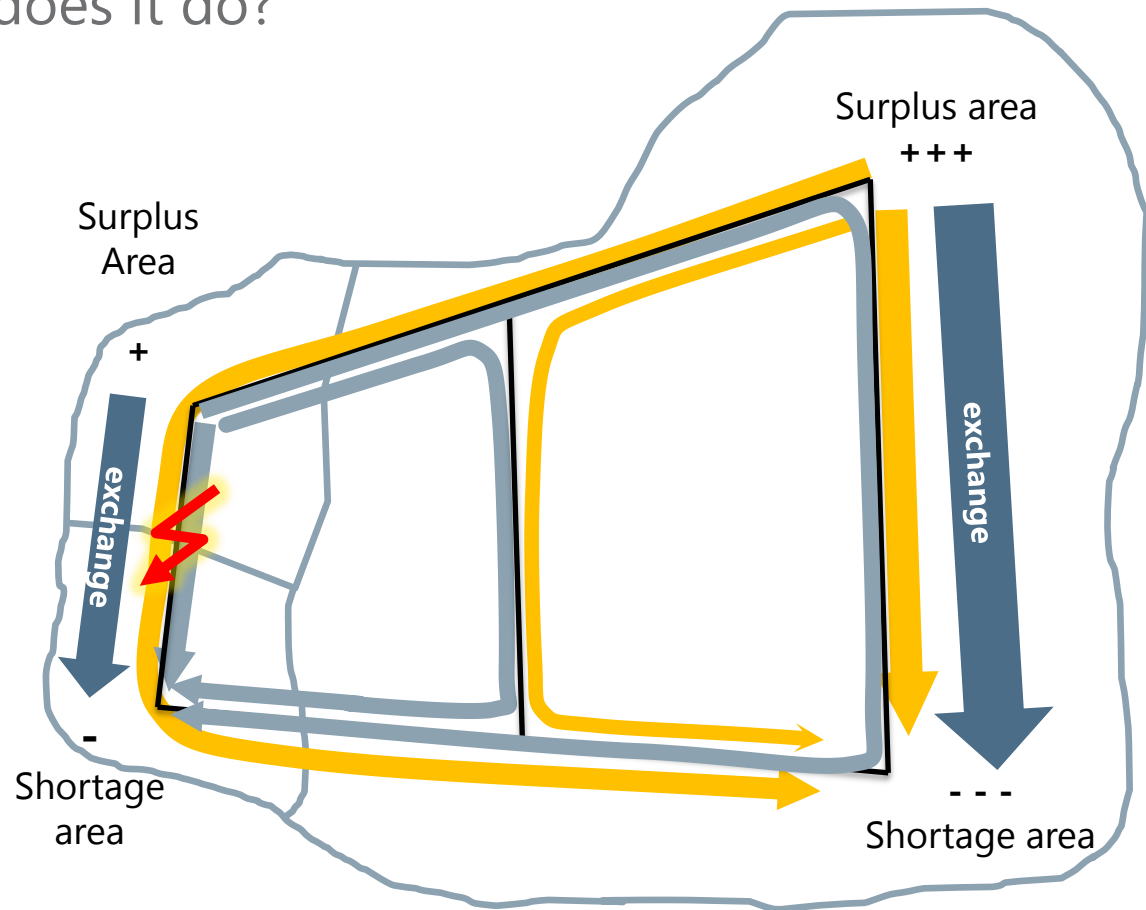 does it do?
Surplus area
+++
Surplus
Area
+
exchange
exchange
-
Shortage
area
- - -
Shortage area